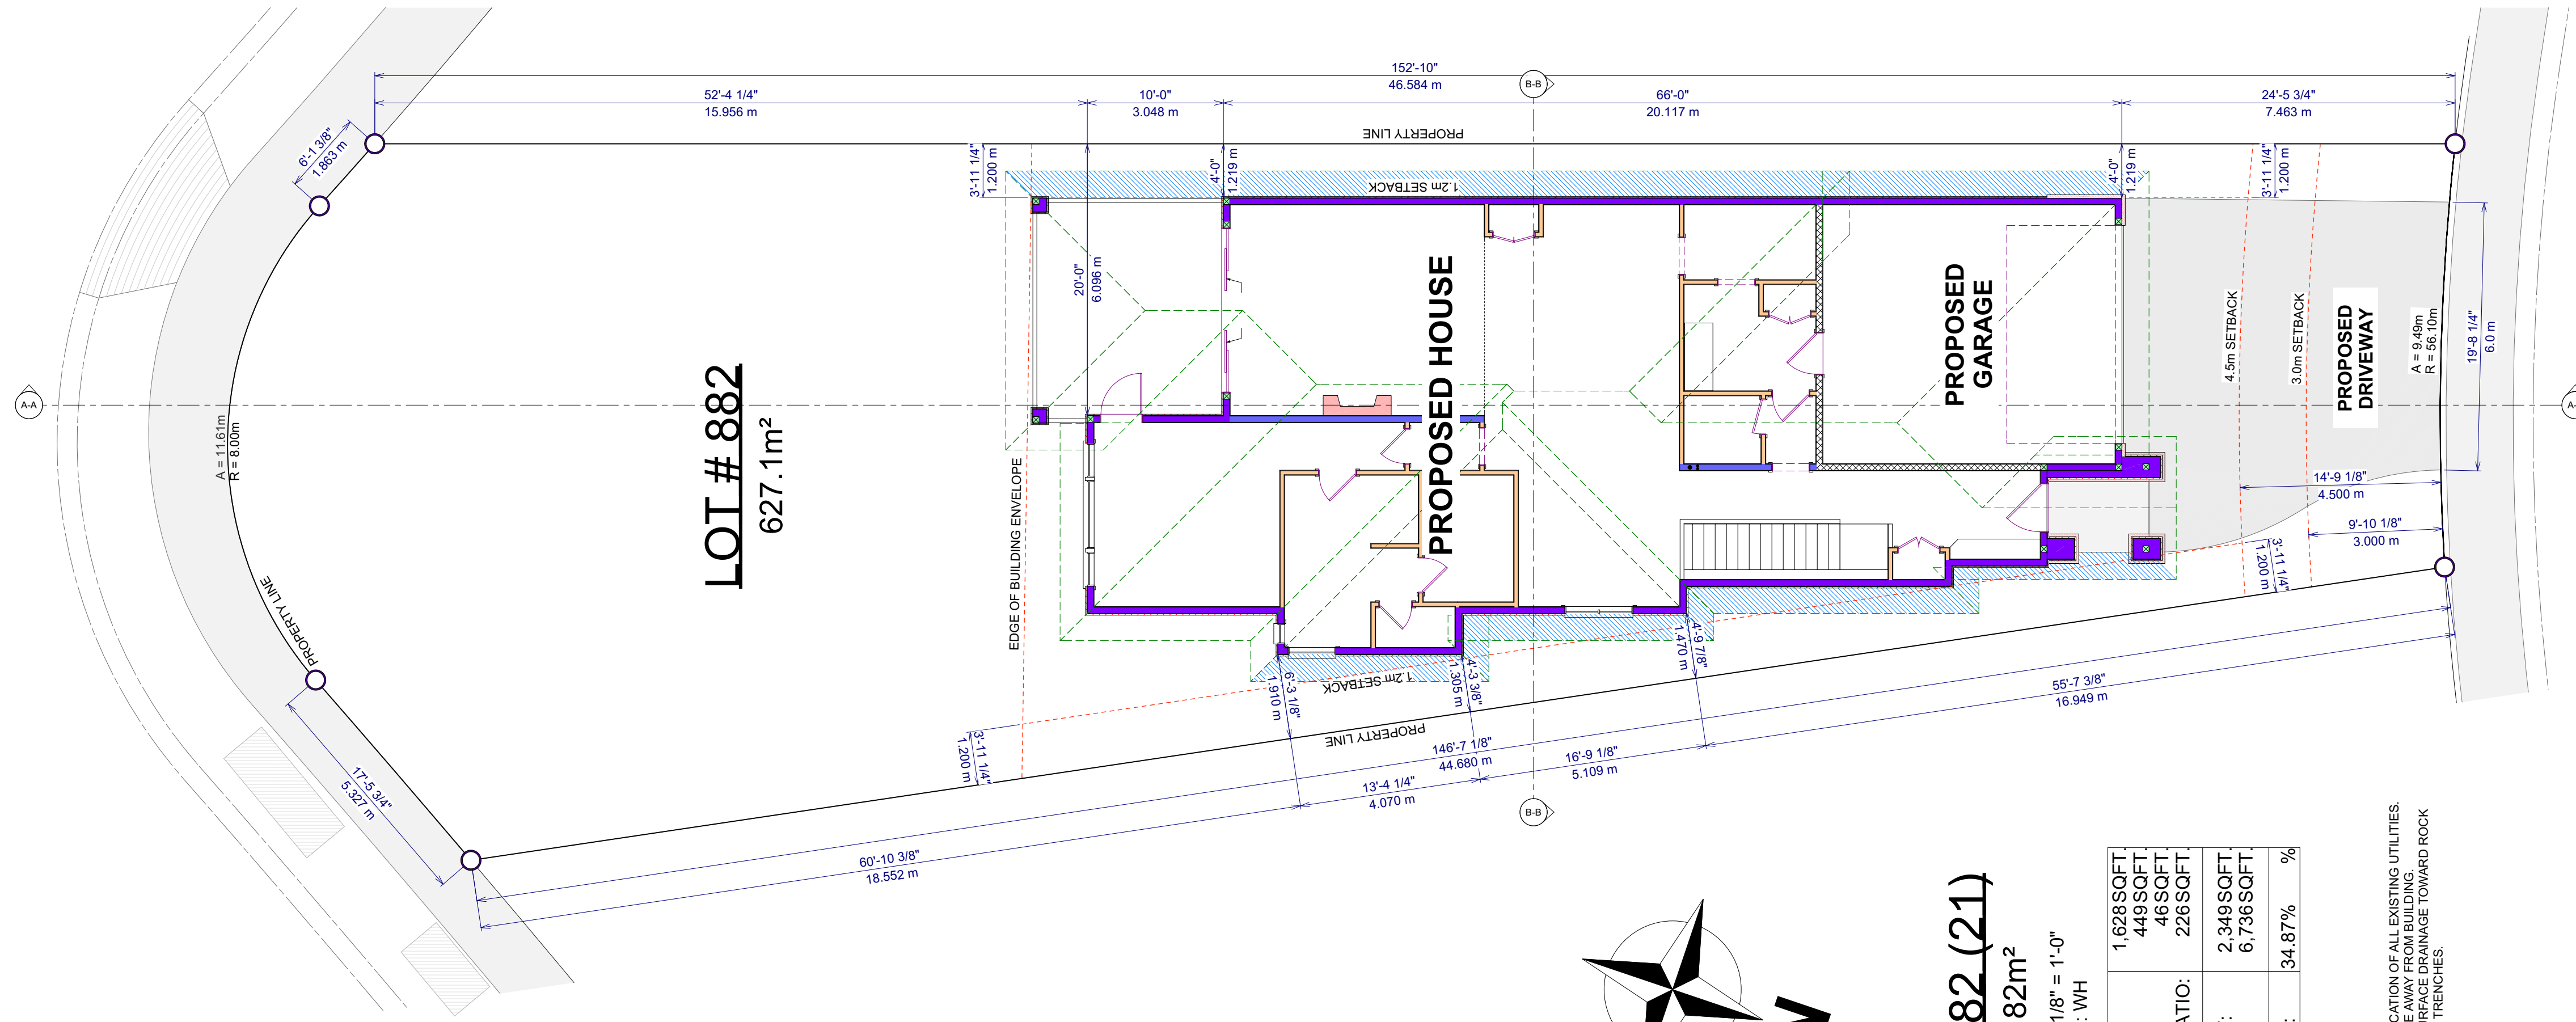 152'-10"
46.584 m
52'-4 1/4"
15.956 m
10'-0"
3.048 m
66'-0"
20.117 m
24'-5 3/4"
7.463 m
B-B
PROPERTY LINE
6'-1 3/8"
1.863 m
3'-11 1/4"
1.200 m
4'-0"
1.219 m
1.2m SETBACK
4'-0"
1.219 m
3'-11 1/4"
1.200 m
20'-0"
6.096 m
PROPOSED HOUSE
PROPOSED
GARAGE
4.5m SETBACK
3.0m SETBACK
PROPOSED
DRIVEWAY
A = 9.49m
R = 56.10m
19'-8 1/4"
6.0 m
A-A
A = 11.61m
R = 8.00m
LOT # 882
627.1m²
EDGE OF BUILDING ENVELOPE
14'-9 1/8"
4.500 m
9'-10 1/8"
3.000 m
3'-11 1/4"
1.200 m
PROPERTY LINE
17'-5 3/4"
5.327 m
3'-11 1/4"
1.200 m
6'-3 1/8"
1.910 m
1.2m SETBACK
4'-3 3/8"
1.305 m
4'-9 7/8"
1.470 m
PROPERTY LINE
146'-7 1/8"
44.680 m
55'-7 3/8"
16.949 m
16'-9 1/8"
5.109 m
13'-4 1/4"
4.070 m
60'-10 3/8"
18.552 m
B-B
82 (21)
82m²
1/8" = 1'-0"
: WH
1,628SQFT.
449SQFT.
46SQFT.
ATIO: 226SQFT.
2,349SQFT.
6,736SQFT.
34.87% %
CATION OF ALL EXISTING UTILITIES.
E AWAY FROM BUILDING.
URFACE DRAINAGE TOWARD ROCK
TRENCHES.